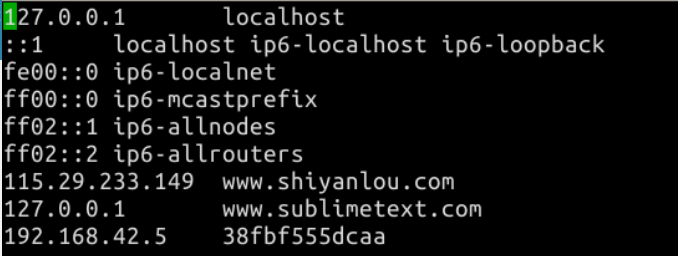 127.0.0.1 localhost
::1 localhost ip6-localhost ip6-loopback
fe00::0 ip6-localnet
ff00::0 ip6-mcastprefix
ff02::1 ip6-allnodes
ff02::2 ip6-allrouters
115.29.233.149 www.shiyanlou.com
127.0.0.1 www.sublimetext.com
192.168.42.5 38fbf555dcaa